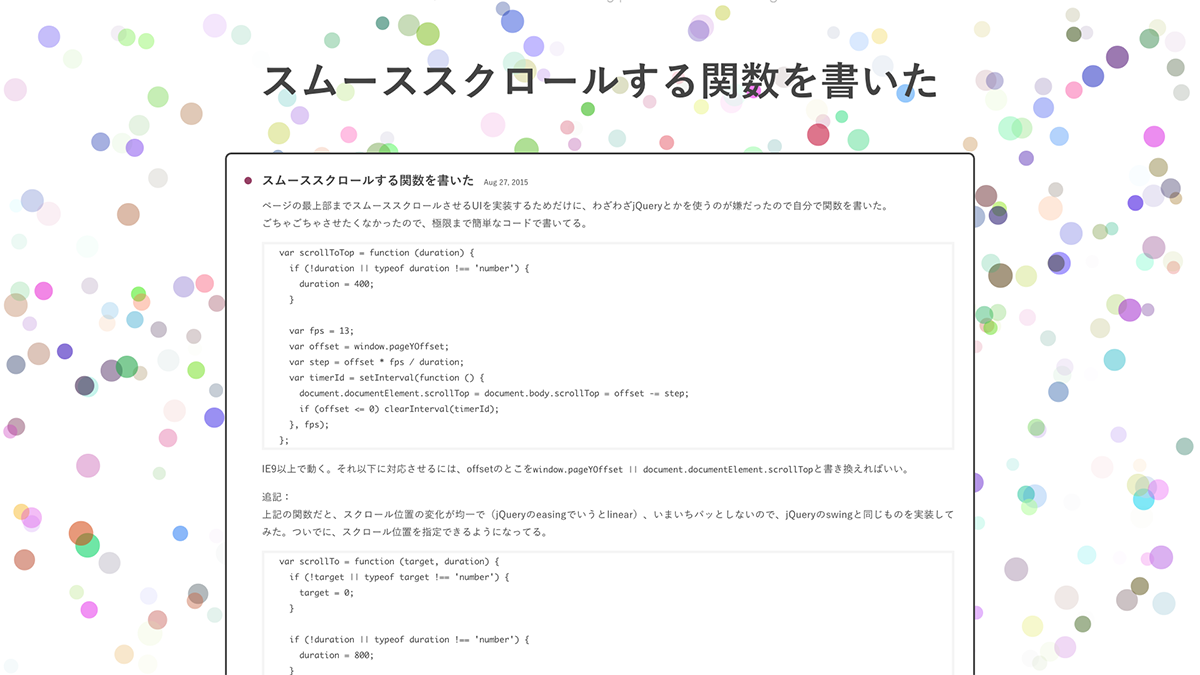 スムーススクロールする関数を書いた
スムーススクロールする関数を書いた Aug 27, 2015
ページの最上部までスムーススクロールさせるUIを実装するためだけに、わざわざjQueryとかを使うのが嫌だったので自分で関数を書いた。
ごちゃごちゃさせたくなかったので、極限まで簡単なコードで書いてる。
var scrollToTop = function (duration) {
if (!duration || typeof duration !== 'number') {
duration = 400;
}
var fps = 13;
var offset = window.pageYOffset;
var step = offset * fps / duration;
var timerId = setInterval(function () {
document.documentElement.scrollTop = document.body.scrollTop = offset -= step;
if (offset <= 0) clearInterval(timerId);
}, fps);
};
IE9以上で動く。それ以下に対応させるには、offsetのとこをwindow.pageYOffset || document.documentElement.scrollTopと書き換えればいい。
追記：
上記の関数だと、スクロール位置の変化が均一で（jQueryのeasingでいうとlinear）、いまいちパッとしないので、jQueryのswingと同じものを実装して
みた。ついでに、スクロール位置を指定できるようになってる。
var scrollTo = function (target, duration) {
if (!target || typeof target !== 'number') {
target = 0;
}
if (!duration || typeof duration !== 'number') {
duration = 800;
}